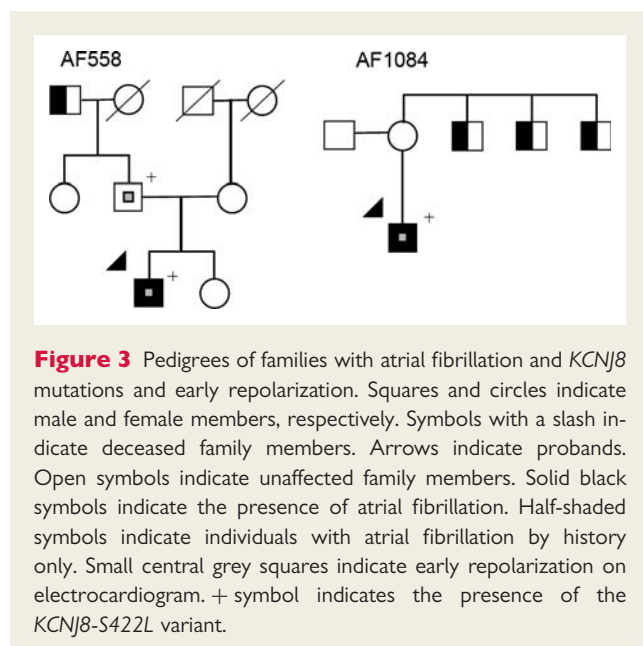 AF558
AF1084
+
+
+
Figure 3 Pedigrees of families with atrial fibrillation and KCNJ8
mutations and early repolarization. Squares and circles indicate
male and female members, respectively. Symbols with a slash in-
dicate deceased family members. Arrows indicate probands.
Open symbols indicate unaffected family members. Solid black
symbols indicate the presence of atrial fibrillation. Half-shaded
symbols indicate individuals with atrial fibrillation by history
only. Small central grey squares indicate early repolarization on
electrocardiogram. + symbol indicates the presence of the
KCNJ8-S422L variant.